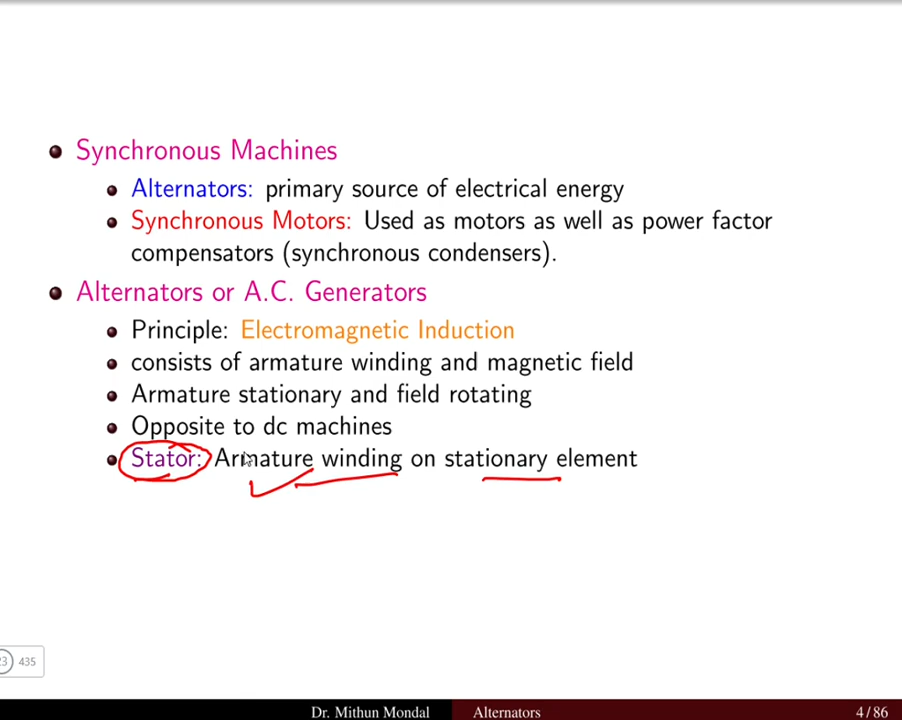 Synchronous Machines
Alternators: primary source of electrical energy
Synchronous Motors: Used as motors as well as power factor
compensators (synchronous condensers).
Alternators or A.C. Generators
Principle: Electromagnetic Induction
consists of armature winding and magnetic field
Armature stationary and field rotating
Opposite to dc machines
Stator: Armature winding on stationary element
23 435
Dr. Mithun Mondal Alternators 4/86